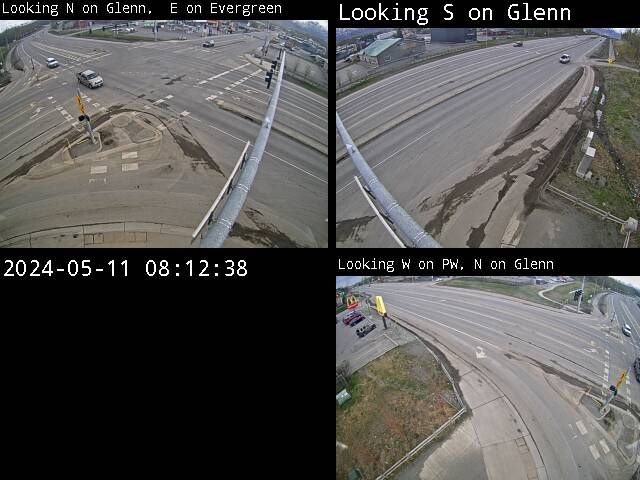 Looking N on Glenn,  E on Evergreen
Looking S on Glenn
2024-05-11 08:12:38
Looking W on PW, N on Glenn